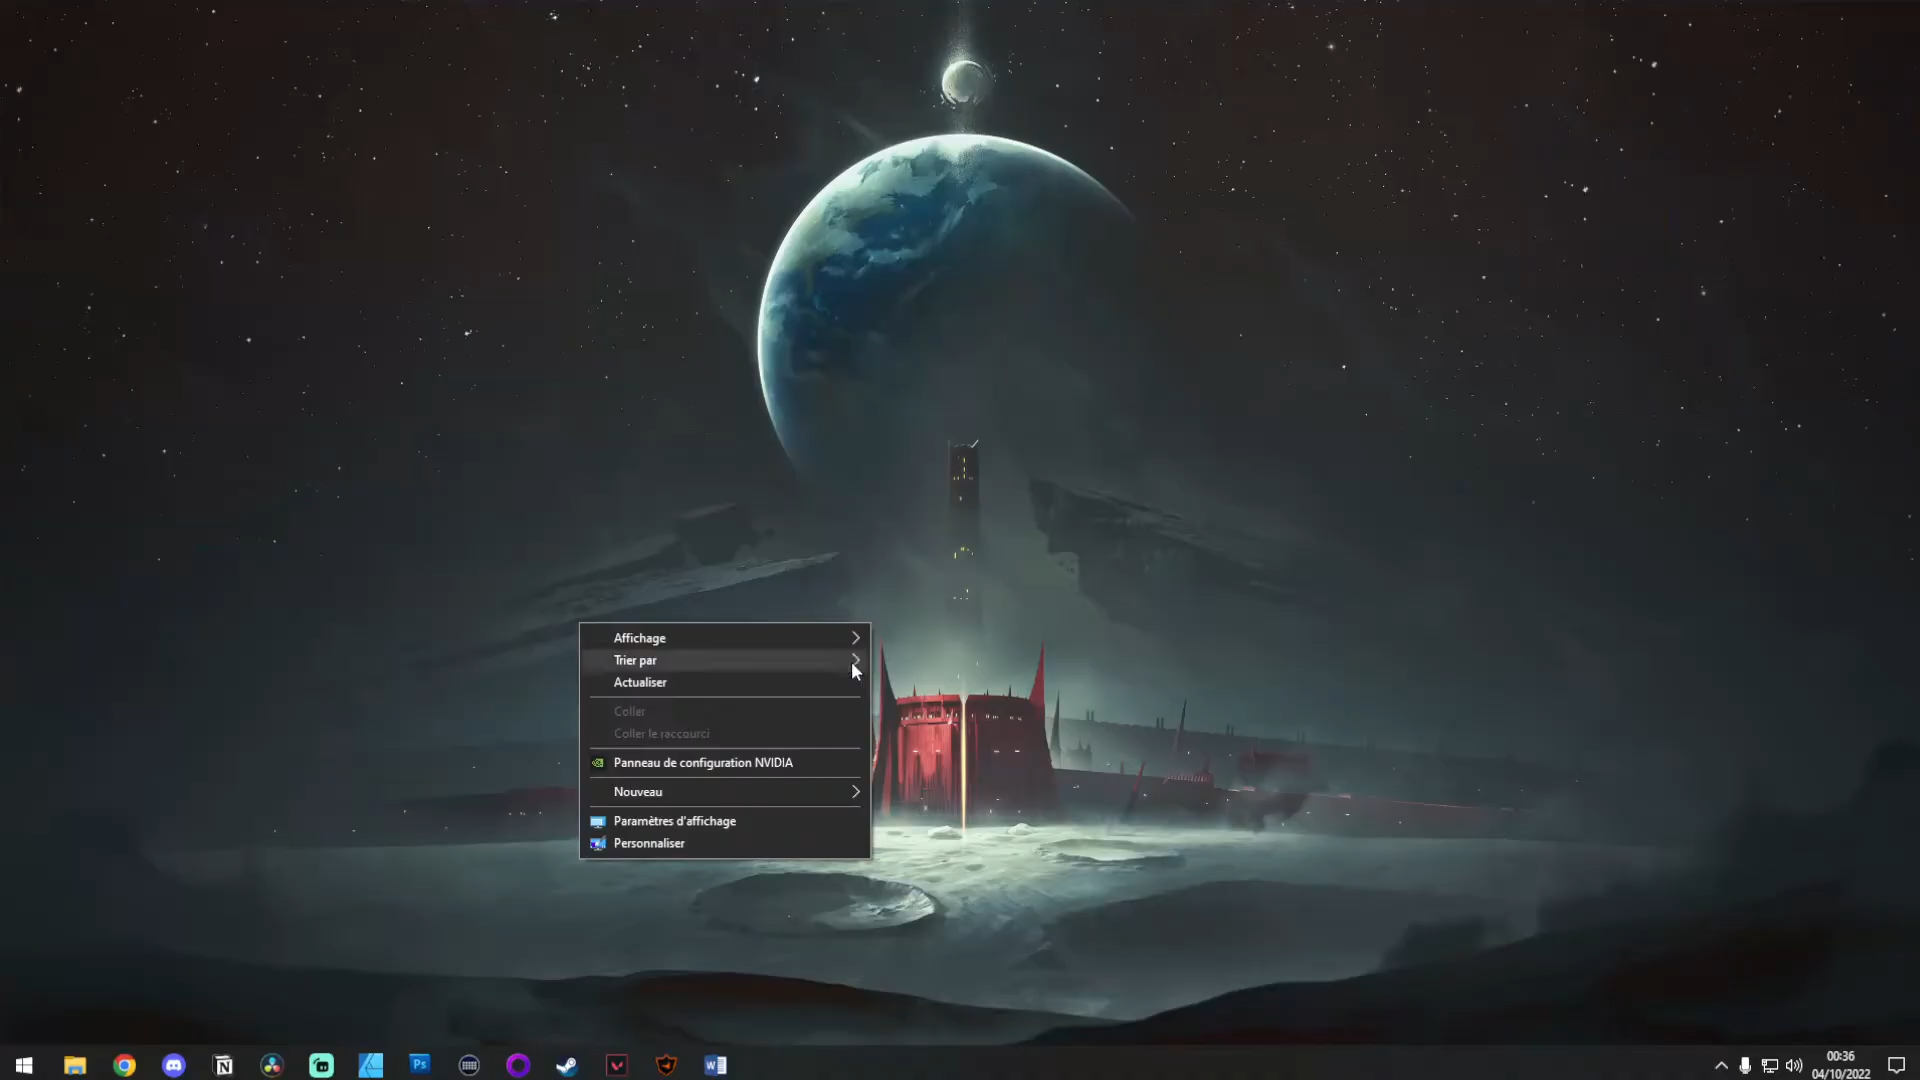 Affichage
Trier par
Actualiser
Coller
Coller le raccourci
Panneau de configuration NVIDIA
Nouveau
Paramètres d'affichage
Personnaliser
Ps
00:36
04/10/2022